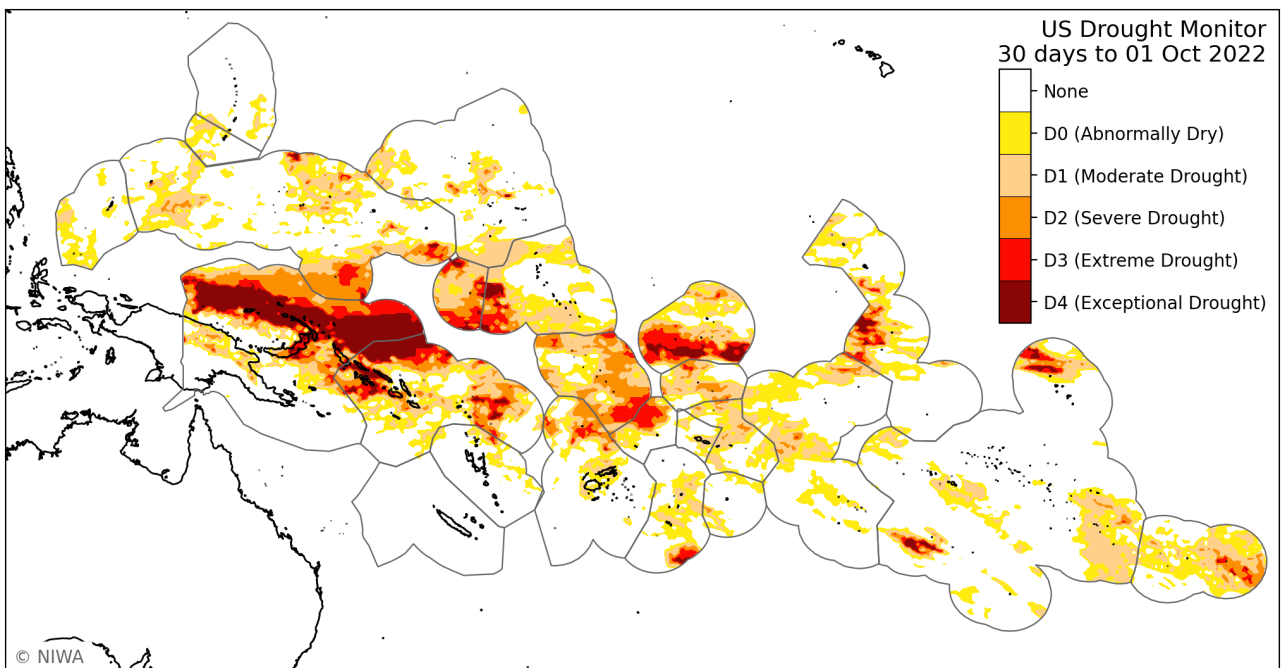 US Drought Monitor
30 days to 01 Oct 2022
None
D0 (Abnormally Dry)
D1 (Moderate Drought)
D2 (Severe Drought)
D3 (Extreme Drought)
D4 (Exceptional Drought)
© NIWA